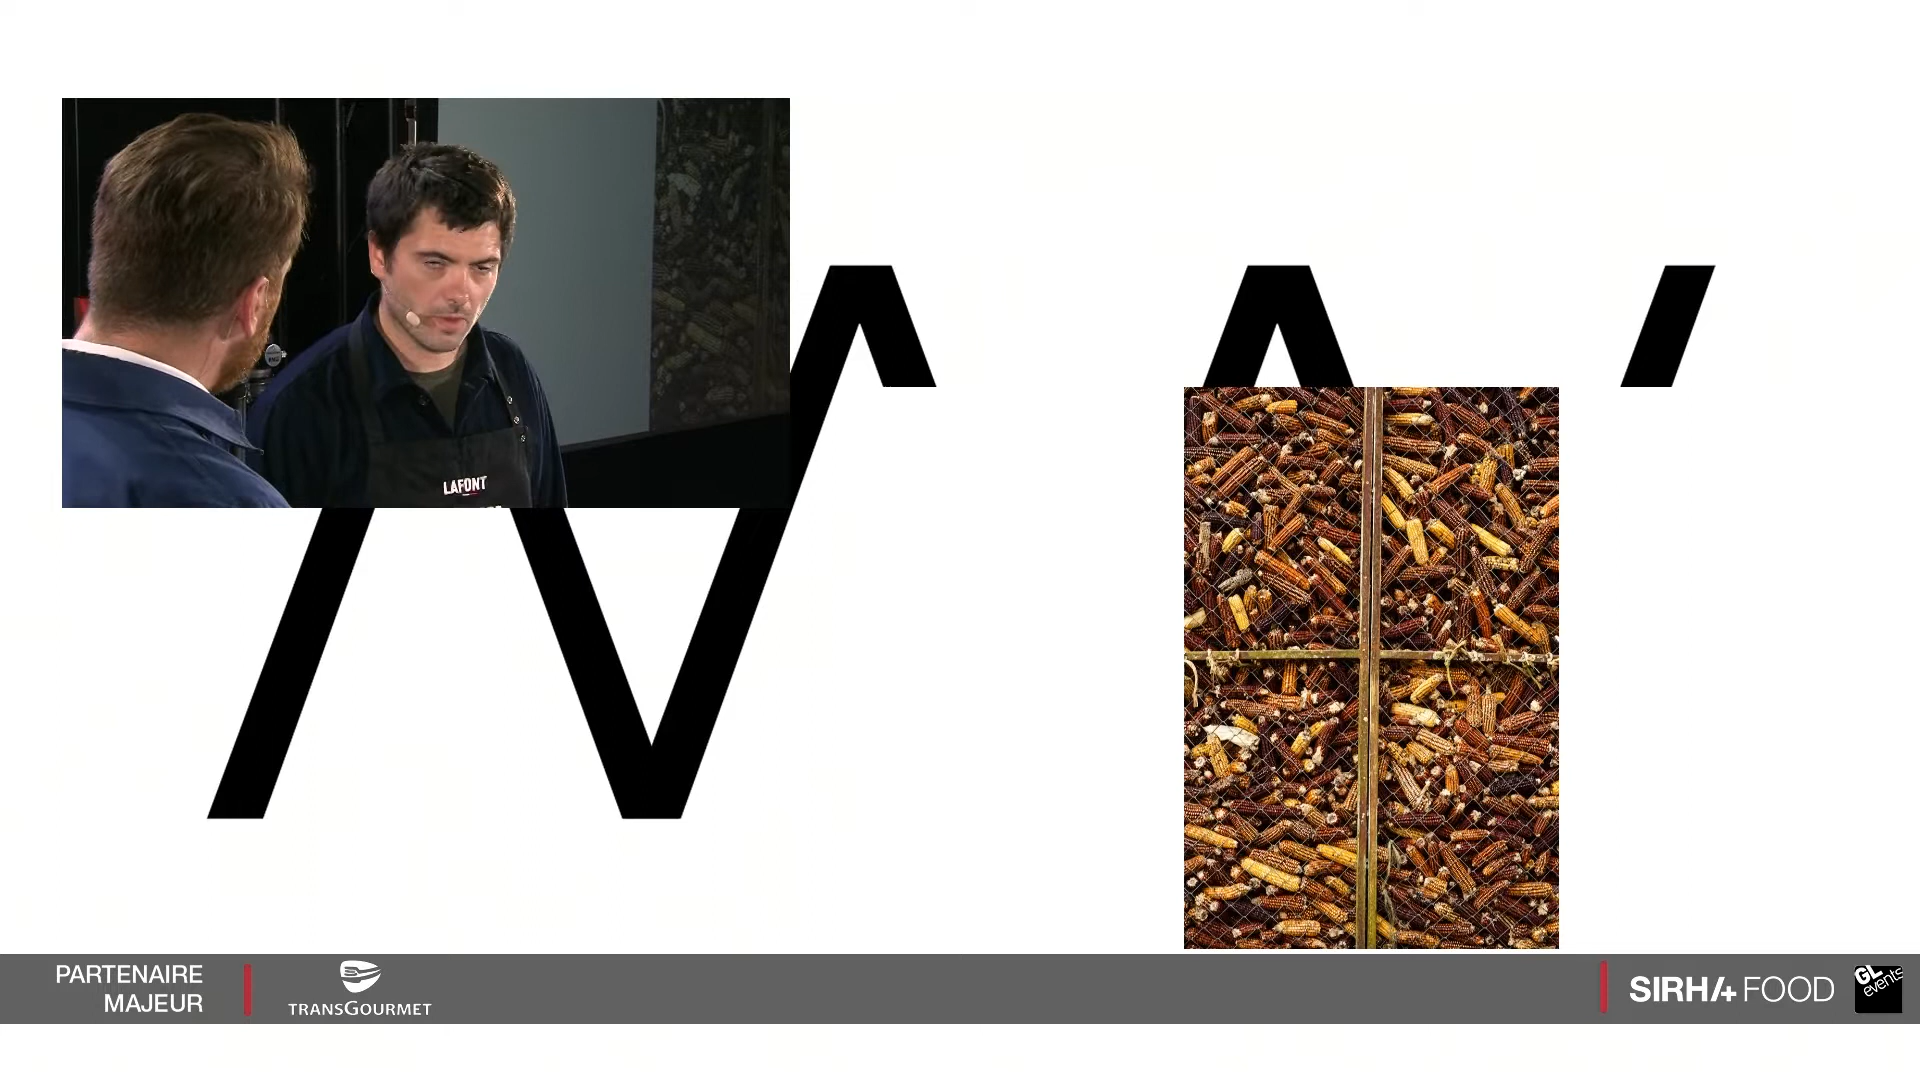 LAFONT
PARTENAIRE
MAJEUR
TRANSGOURMET
SIRHA FOOD
GL
events